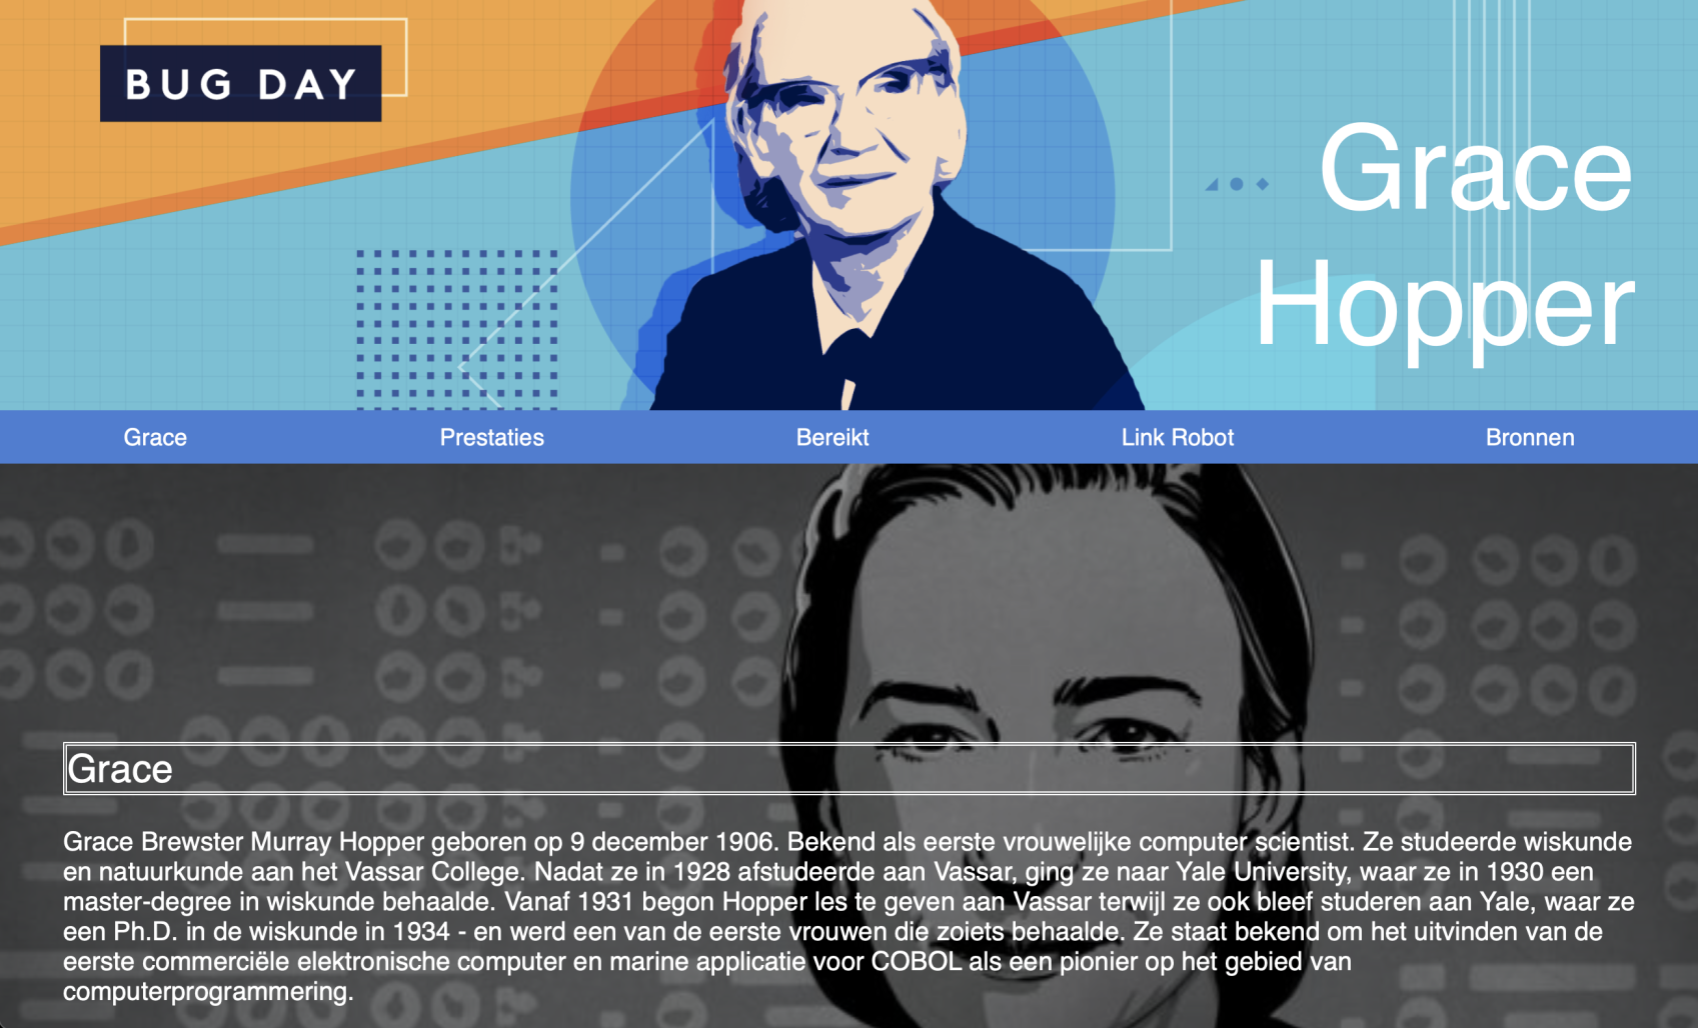 BUG DAY
Grace
Hopper
Grace Prestaties Bereikt Link Robot Bronnen
Grace
Grace Brewster Murray Hopper geboren op 9 december 1906. Bekend als eerste vrouwelijke computer scientist. Ze studeerde wiskunde
en natuurkunde aan het Vassar College. Nadat ze in 1928 afstudeerde aan Vassar, ging ze naar Yale University, waar ze in 1930 een
master-degree in wiskunde behaalde. Vanaf 1931 begon Hopper les te geven aan Vassar terwijl ze ook bleef studeren aan Yale, waar ze
een Ph.D. in de wiskunde in 1934 - en werd een van de eerste vrouwen die zoiets behaalde. Ze staat bekend om het uitvinden van de
eerste commerciële elektronische computer en marine applicatie voor COBOL als een pionier op het gebied van
computerprogrammering.